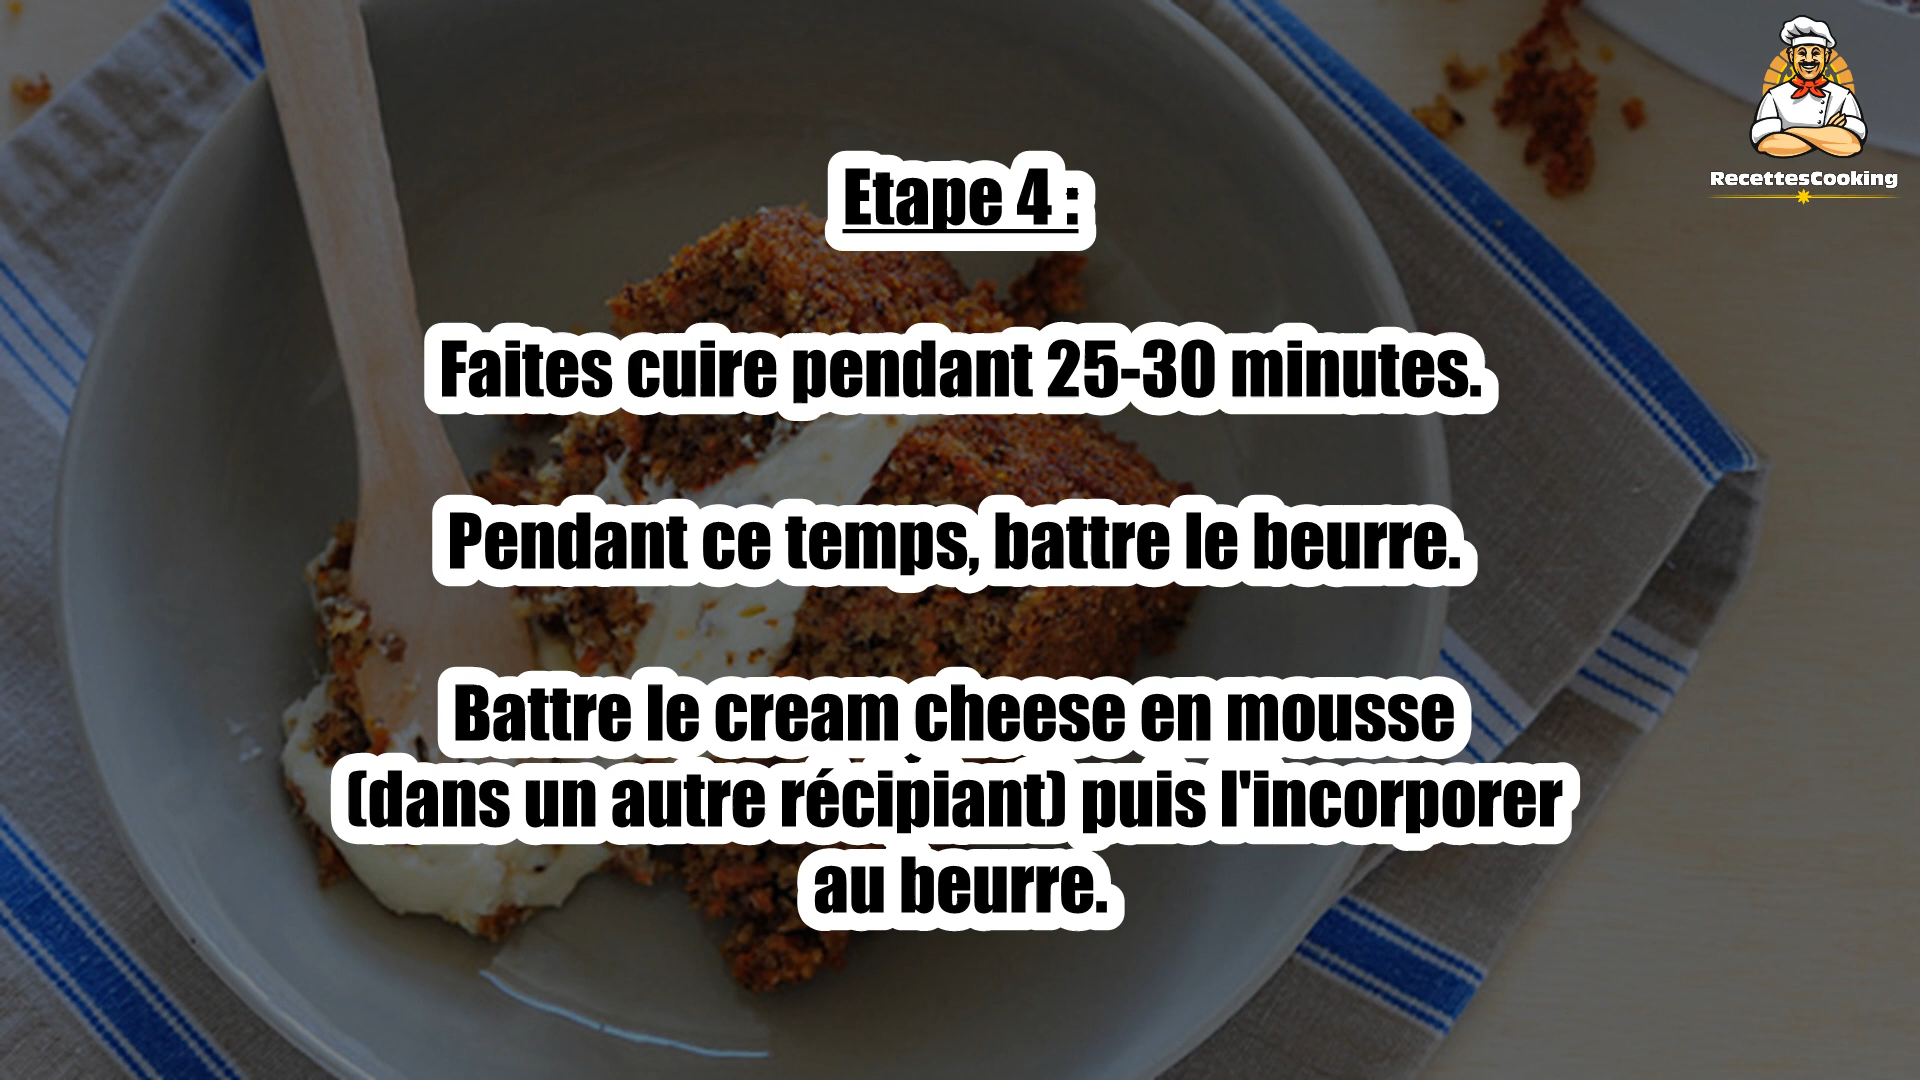 RecettesCooking
Etape 4 :
Faites cuire pendant 25-30 minutes.
Pendant ce temps, battre le beurre.
Battre le cream cheese en mousse
(dans un autre récipiant) puis l'incorporer
au beurre.